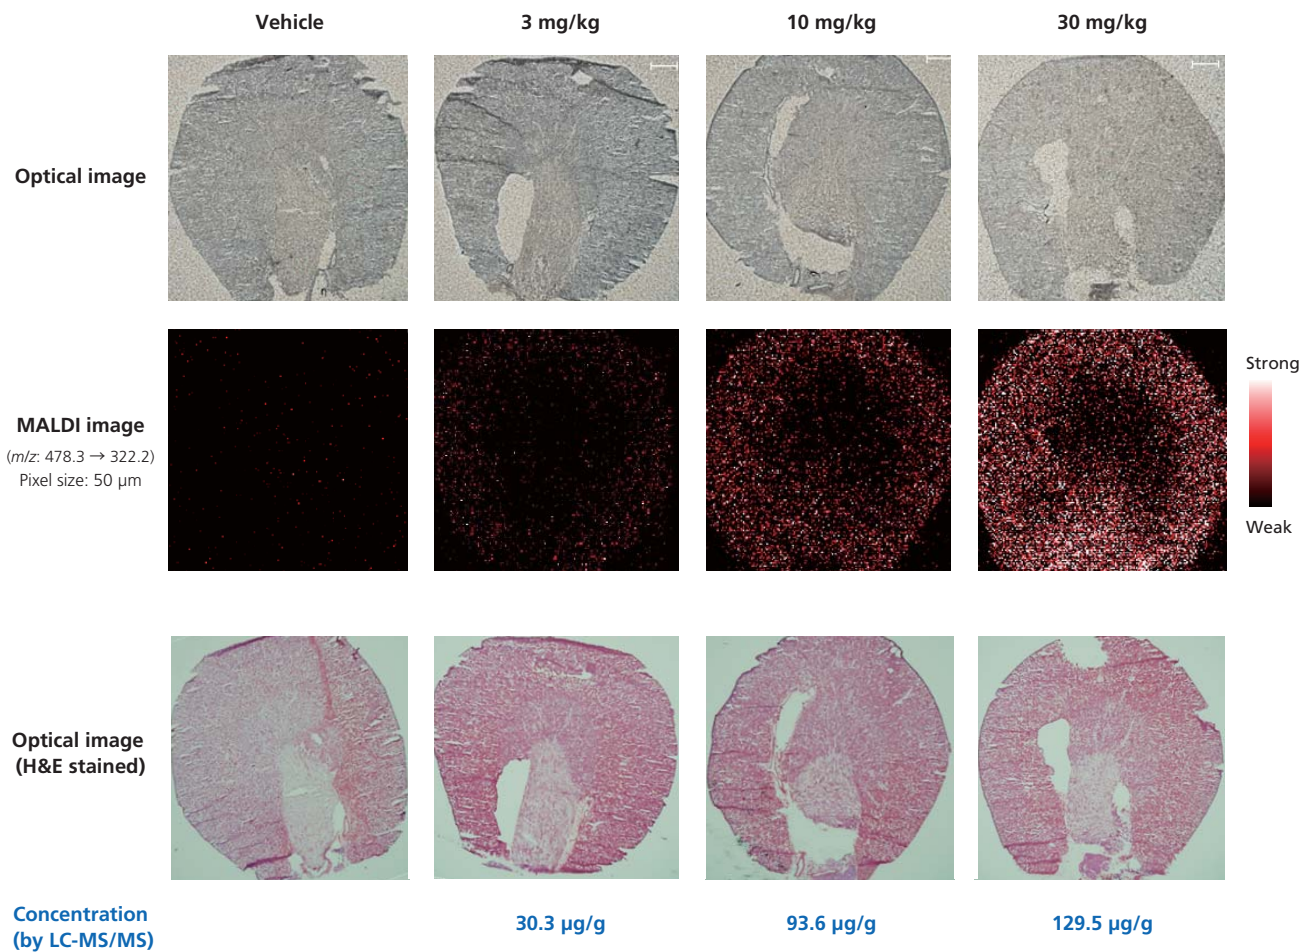 Vehicle
3 mg/kg
10 mg/kg
30 mg/kg
Optical image
MALDI image
(m/z: 478.3 → 322.2)
Pixel size: 50 µm
Strong
Weak
Optical image
(H&E stained)
Concentration
(by LC-MS/MS)
30.3 µg/g
93.6 µg/g
129.5 µg/g